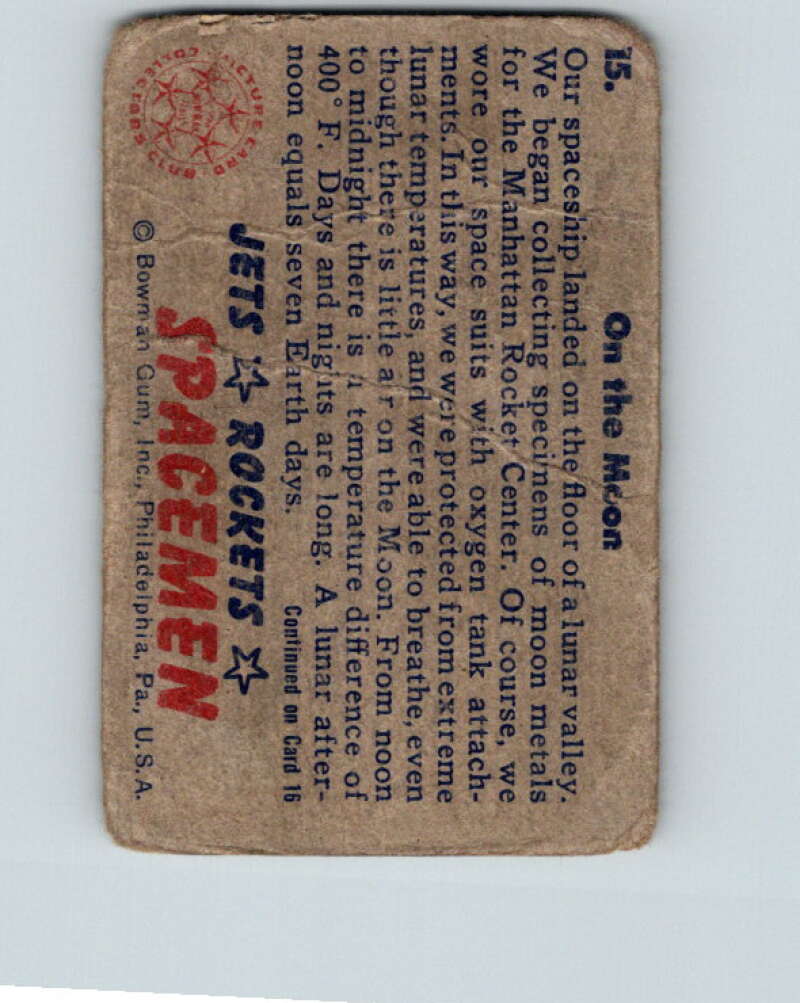 15.
On the Moon
Our spaceship landed on the floor of a lunar valley.
We began collecting specimens of moon metals
for the Manhattan Rocket Center. Of course, we
wore our space suits with oxygen tank attach-
ments. In this way, we were protected from extreme
lunar temperatures, and were able to breathe, even
though there is little air on the Moon. From noon
to midnight there is a temperature difference of
400° F. Days and nights are long. A lunar after-
noon equals seven Earth days.
Continued on Card 16
JETS ☆ ROCKETS ☆
SPACEMEN
© Bowman Gum, Inc., Philadelphia, Pa., U.S.A.
PICTURE CARD COLLECTORS CLUB